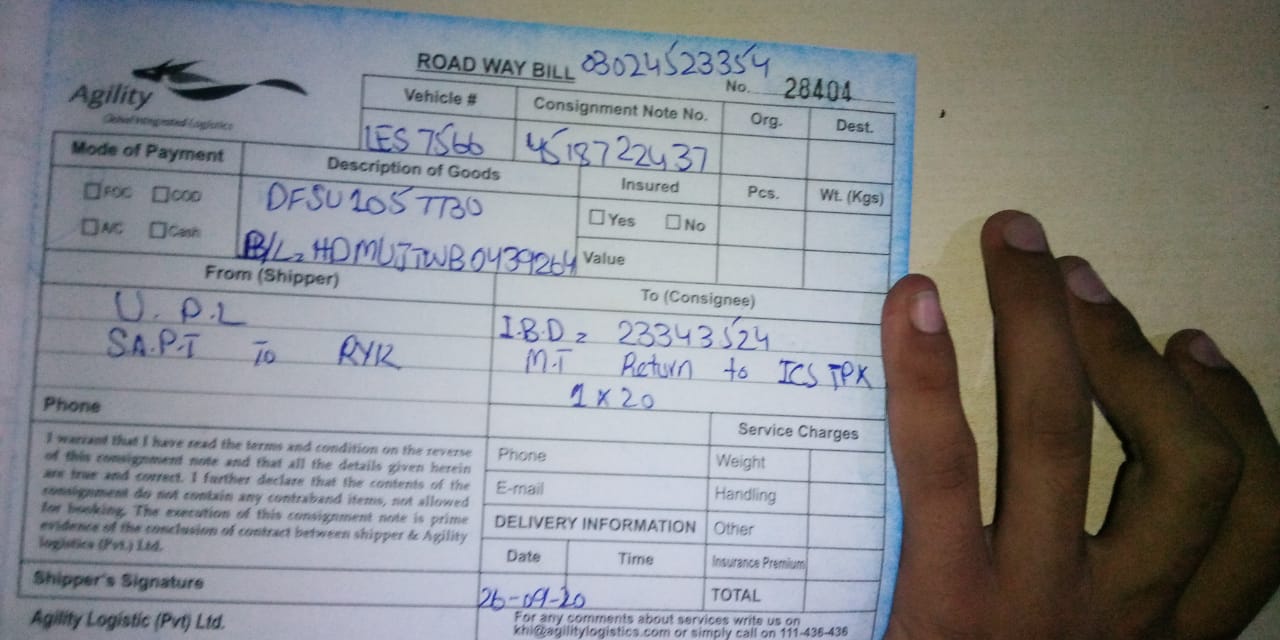 ROAD WAY BILL 03024523354
No. 28404
Agility
Global Integrated Logistics
Vehicle # Consignment Note No. Org. Dest.
LES 7566 4518722437
Mode of Payment Description of Goods Insured Pcs. Wt. (Kgs)
FOC COD DFSU 205 7730 Yes No
A/C Cash B/L = HDMUJTWB0439264 Value
From (Shipper) To (Consignee)
U.P.L I.B.D = 23343524
S.A.P.T To RYK M.T Return to ICS IPK
1 X 20
Phone Service Charges
I warrant that I have read the terms and condition on the reverse
of this consignment note and that all the details given herein
are true and correct. I further declare that the contents of the
consignment do not contain any contraband items, not allowed
for booking. The execution of this consignment note is prime
evidence of the conclusion of contract between shipper & Agility
logistics (Pvt.) Ltd.
Phone Weight
E-mail Handling
DELIVERY INFORMATION Other
Date Time Insurance Premium
Shipper's Signature 26-09-20 TOTAL
Agility Logistic (Pvt) Ltd.
For any comments about services write us on
khi@agilitylogistics.com or simply call on 111-436-436